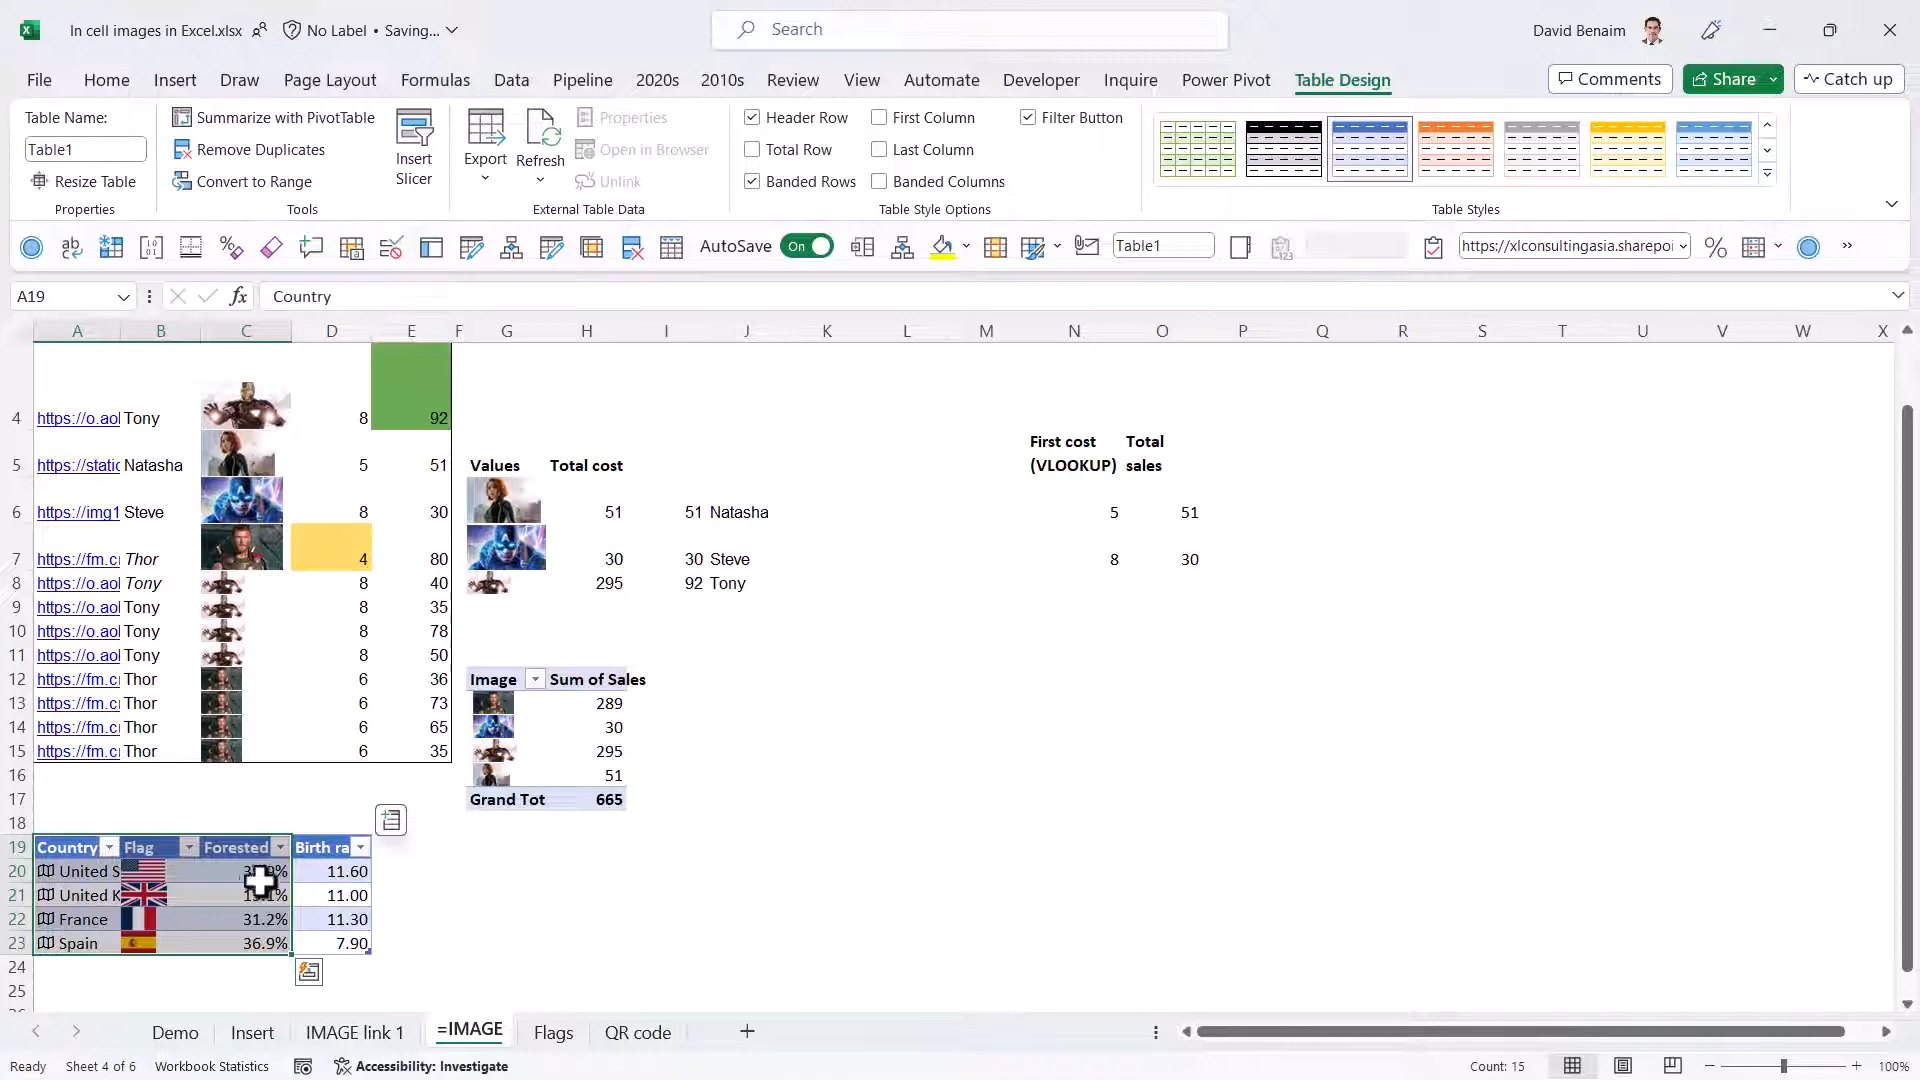 In cell images in Excel.xlsx No Label • Saving...
Search
David Benaim
File Home Insert Draw Page Layout Formulas Data Pipeline 2020s 2010s Review View Automate Developer Inquire Power Pivot Table Design Comments Share Catch up
Table Name:
Table1
Resize Table
Properties
Summarize with PivotTable
Remove Duplicates
Convert to Range
Tools
Insert Slicer
Export Refresh
Properties
Open in Browser
Unlink
External Table Data
Header Row First Column Filter Button
Total Row Last Column
Banded Rows Banded Columns
Table Style Options
Table Styles
AutoSave On Table1 123 https://xlconsultingasia.sharepoi
A19 fx Country
A B C D E F G H I J K L M N O P Q R S T U V W X
First cost Total
4 https://o.aol Tony 8 92
5 https://static Natasha 5 51 Values Total cost (VLOOKUP) sales
6 https://img1 Steve 8 30 51 51 Natasha 5 51
7 https://fm.c Thor 4 80 30 30 Steve 8 30
8 https://o.aol Tony 8 40 295 92 Tony
9 https://o.aol Tony 8 35
10 https://o.aol Tony 8 78
11 https://o.aol Tony 8 50
12 https://fm.c Thor 6 36 Image Sum of Sales
13 https://fm.c Thor 6 73 289
14 https://fm.c Thor 6 65 30
15 https://fm.c Thor 6 35 295
16 51
17 Grand Tot 665
18
19 Country Flag Forested Birth ra
20 United S 11.60
21 United K 11.00
22 France 31.2% 11.30
23 Spain 36.9% 7.90
24
25
Demo Insert IMAGE link 1 =IMAGE Flags QR code
Ready Sheet 4 of 6 Workbook Statistics Accessibility: Investigate Count: 15 100%